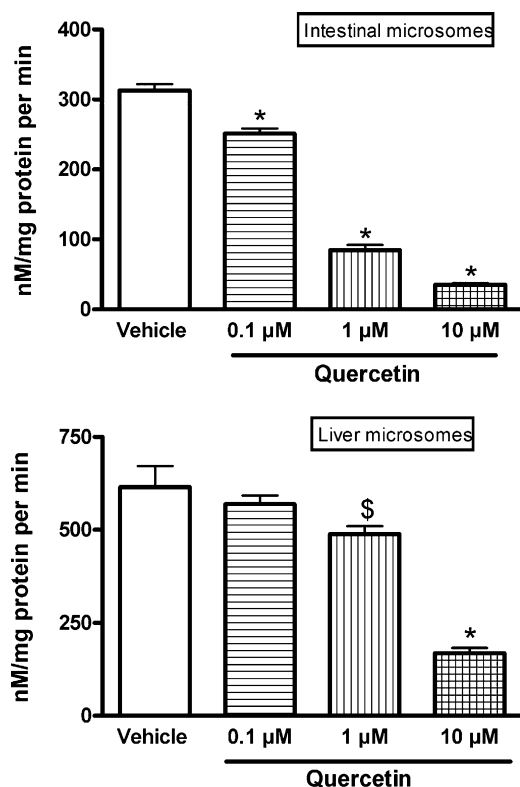 Intestinal microsomes
nM/mg protein per min
400
300
200
100
0
*
*
*
Vehicle 0.1 µM 1 µM 10 µM
Quercetin
Liver microsomes
nM/mg protein per min
750
500
250
0
$
*
Vehicle 0.1 µM 1 µM 10 µM
Quercetin